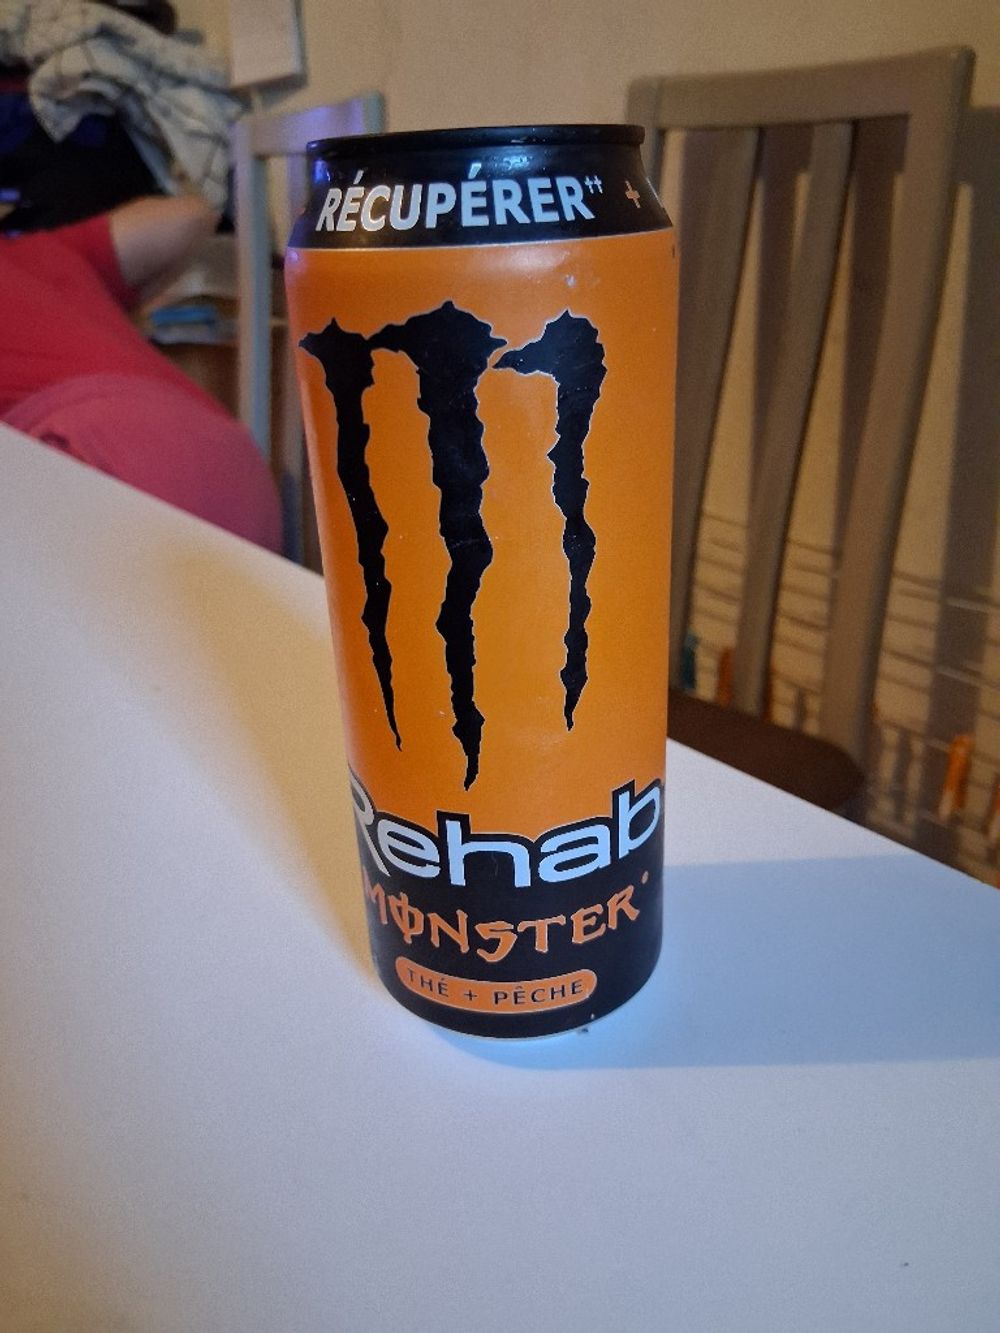 RÉCUPÉRER†† +
Rehab
MONSTER
THÉ + PÊCHE